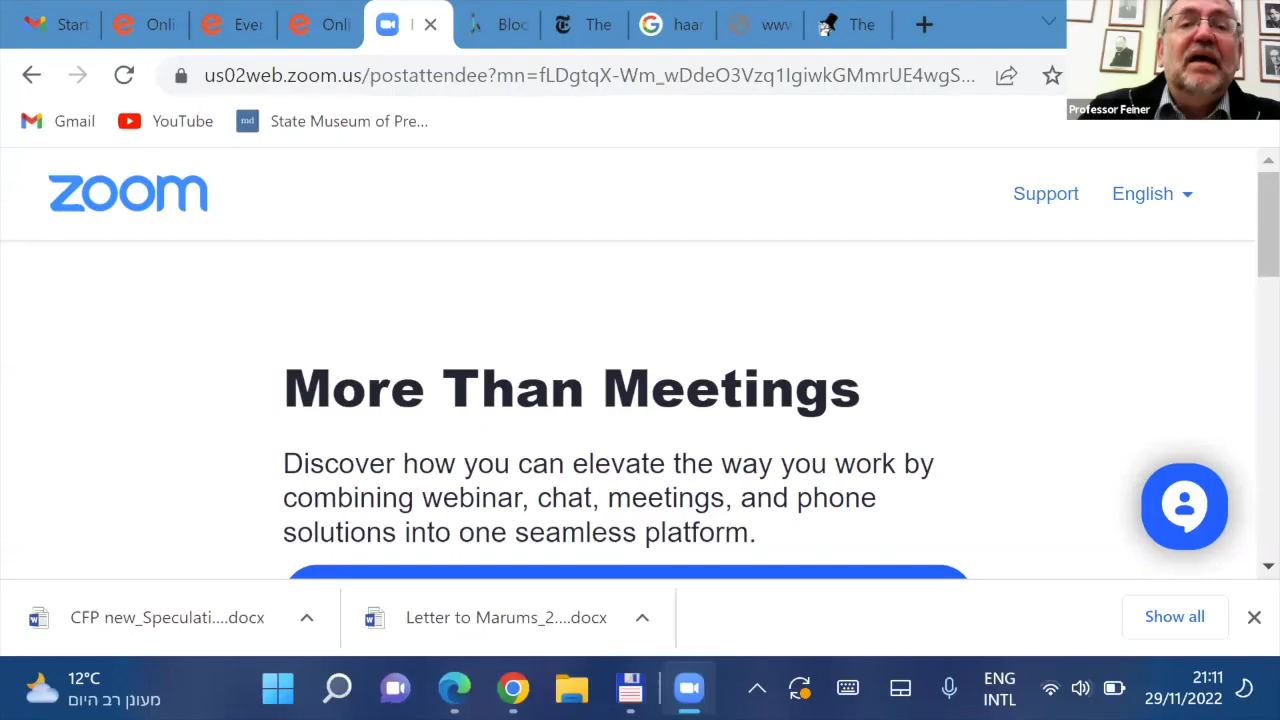 Start
Onli
Ever
Onli
Bloc
The
haar
www
The
us02web.zoom.us/postattendee?mn=fLDgtqX-Wm_wDdeO3Vzq1IgiwkGMmrUE4wgS...
Gmail
YouTube
md
State Museum of Pre...
Professor Feiner
zoom
Support
English
More Than Meetings
Discover how you can elevate the way you work by
combining webinar, chat, meetings, and phone
solutions into one seamless platform.
CFP new_Speculati....docx
Letter to Marums_2....docx
Show all
12°C
מעונן רב היום
ENG
INTL
21:11
29/11/2022